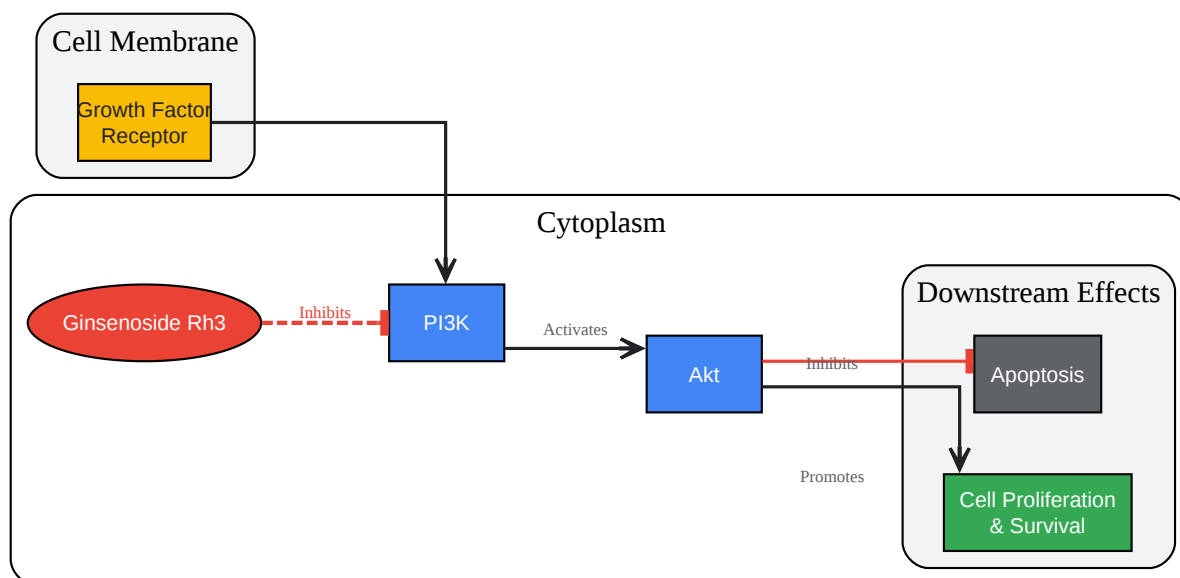 Cell Membrane
Growth Factor
Receptor
Cytoplasm
Ginsenoside Rh3
Inhibits
PI3K
Activates
Akt
Inhibits
Promotes
Downstream Effects
Apoptosis
Cell Proliferation
& Survival